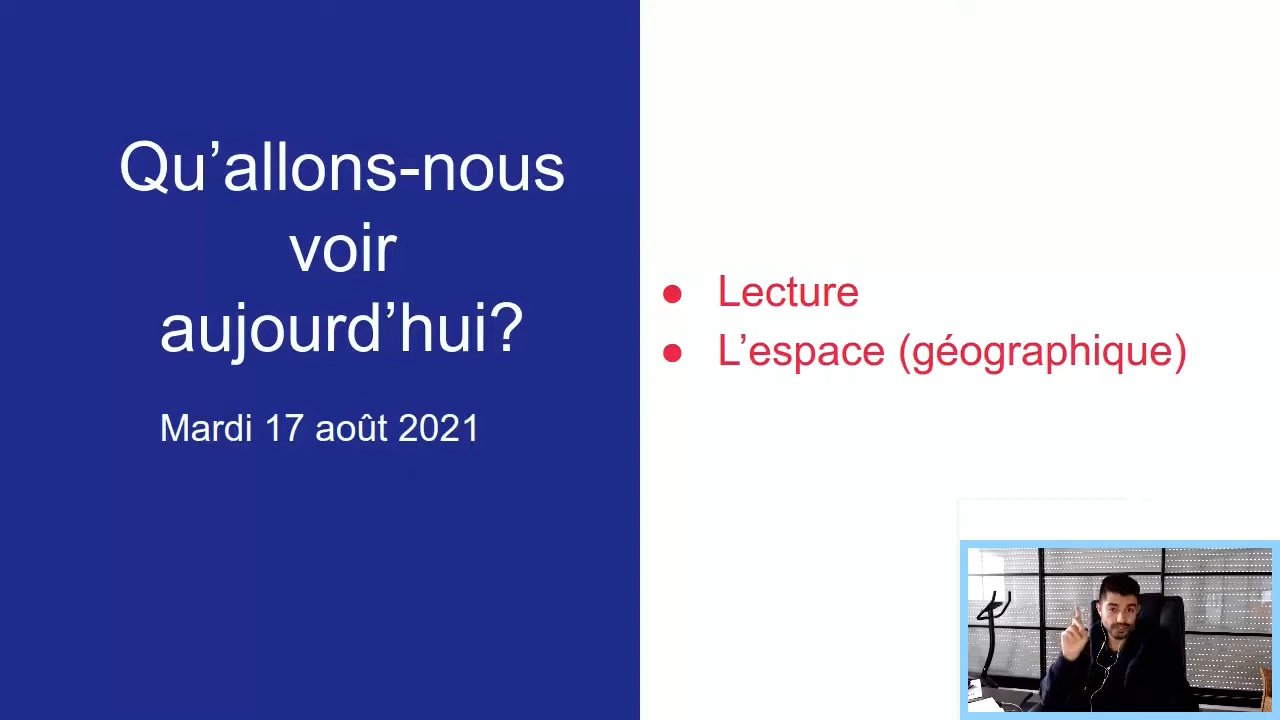 Qu’allons-nous
voir
aujourd’hui?
Mardi 17 août 2021
● Lecture
● L’espace (géographique)